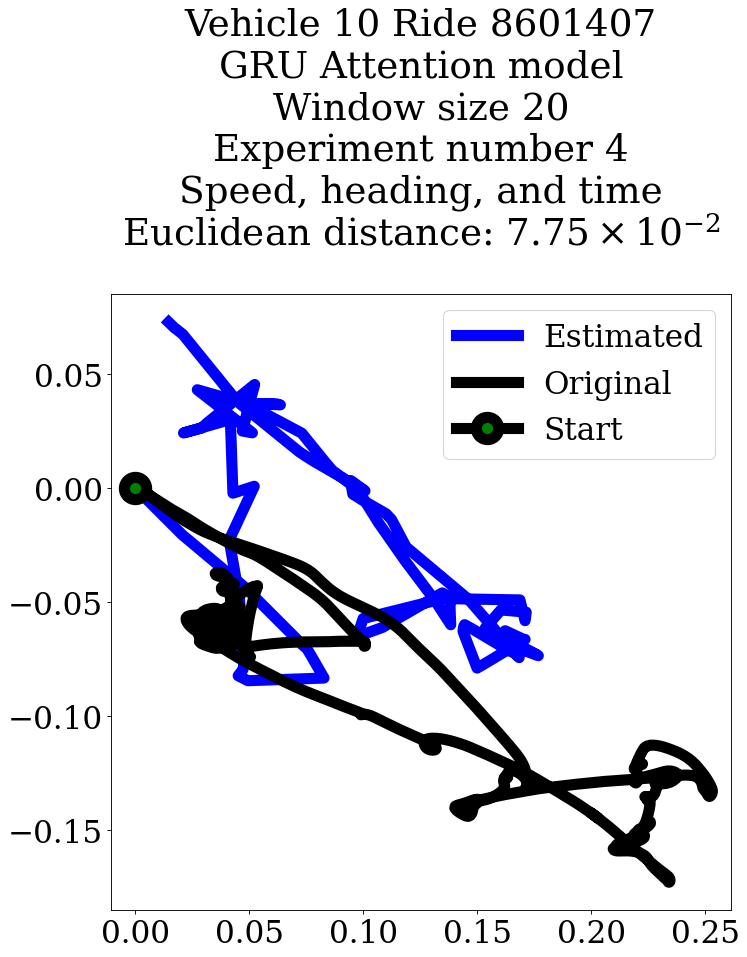 Vehicle 10 Ride 8601407
GRU Attention model
Window size 20
Experiment number 4
Speed, heading, and time
Euclidean distance: 7.75 × 10⁻²
Estimated
Original
Start
0.05
0.00
−0.05
−0.10
−0.15
0.00 0.05 0.10 0.15 0.20 0.25